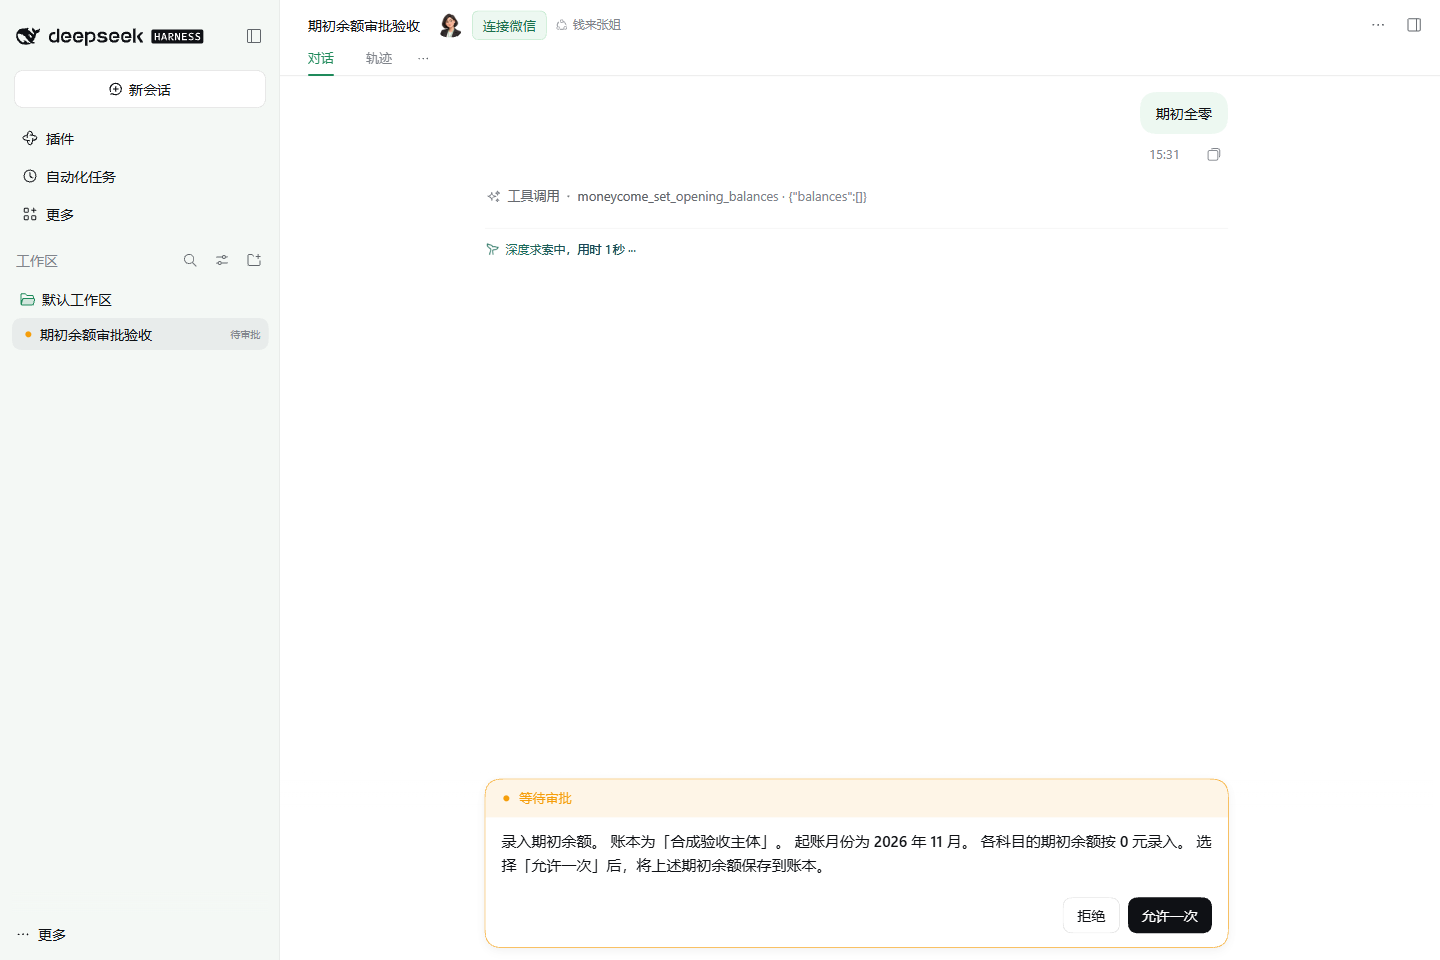 deepseek HARNESS
新会话
插件
自动化任务
更多
工作区
默认工作区
期初余额审批验收 待审批
更多
期初余额审批验收 连接微信 钱来张姐
对话 轨迹 ···
期初全零
15:31
工具调用 · moneycome_set_opening_balances · {"balances":[]}
深度求索中，用时 1 秒 ···
等待审批
录入期初余额。 账本为「合成验收主体」。 起账月份为 2026 年 11 月。 各科目的期初余额按 0 元录入。 选
择「允许一次」后，将上述期初余额保存到账本。
拒绝 允许一次